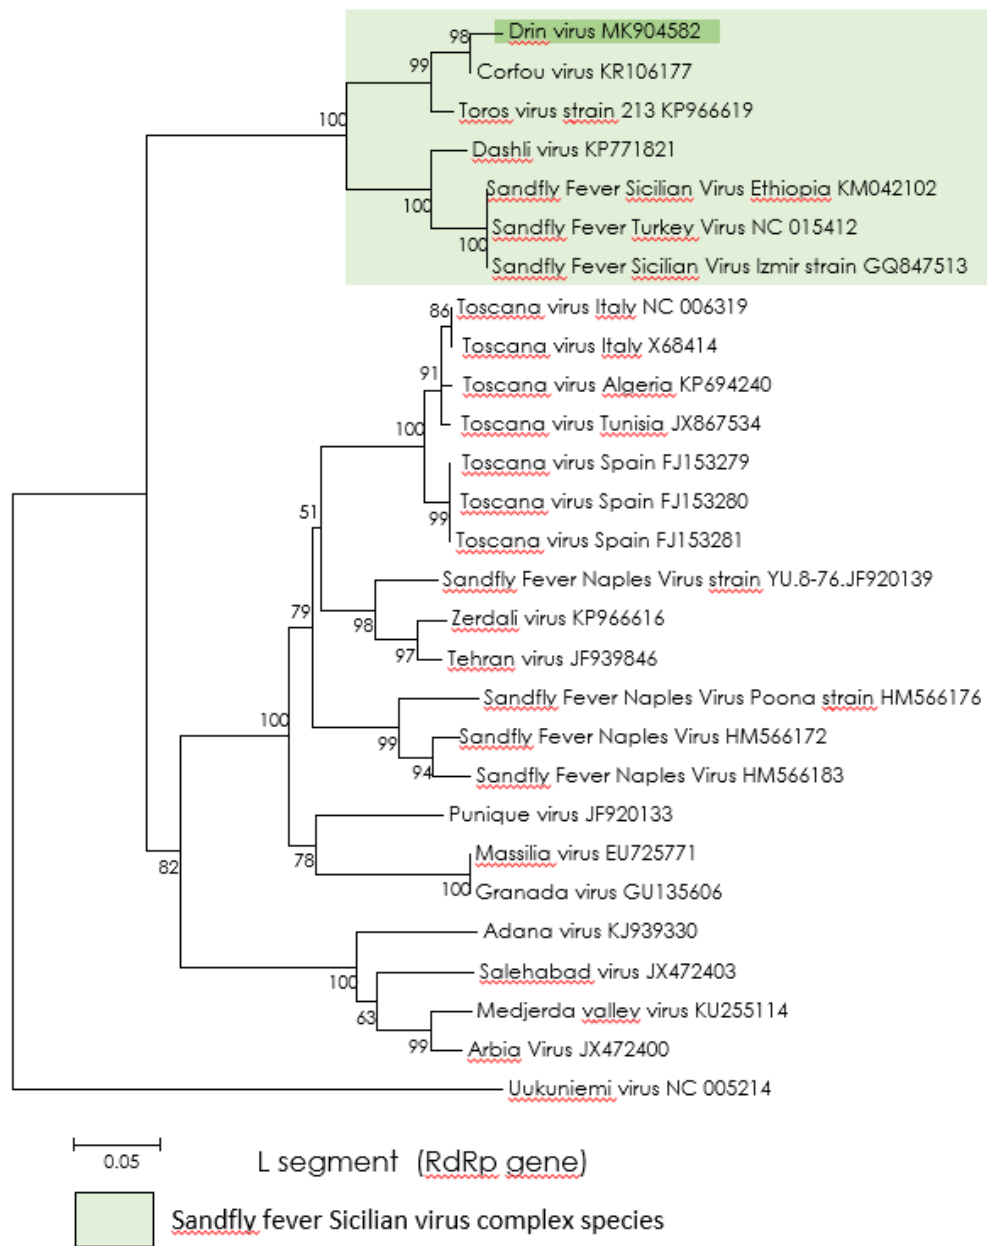 98
Drin virus MK904582
99
Corfou virus KR106177
Toros virus strain 213 KP966619
100
Dashli virus KP771821
Sandfly Fever Sicilian Virus Ethiopia KM042102
100
Sandfly Fever Turkey Virus NC 015412
100
Sandfly Fever Sicilian Virus Izmir strain GQ847513
86
Toscana virus Italy NC 006319
Toscana virus Italy X68414
91
Toscana virus Algeria KP694240
100
Toscana virus Tunisia JX867534
Toscana virus Spain FJ153279
Toscana virus Spain FJ153280
51
99
Toscana virus Spain FJ153281
Sandfly Fever Naples Virus strain YU.8-76.JF920139
79
98
Zerdali virus KP966616
97
Tehran virus JF939846
Sandfly Fever Naples Virus Poona strain HM566176
100
99
Sandfly Fever Naples Virus HM566172
94
Sandfly Fever Naples Virus HM566183
Punique virus JF920133
82
78
Massilia virus EU725771
100
Granada virus GU135606
Adana virus KJ939330
100
Salehabad virus JX472403
63
Medjerda valley virus KU255114
99
Arbia Virus JX472400
Uukuniemi virus NC 005214
0.05
L segment (RdRp gene)
Sandfly fever Sicilian virus complex species